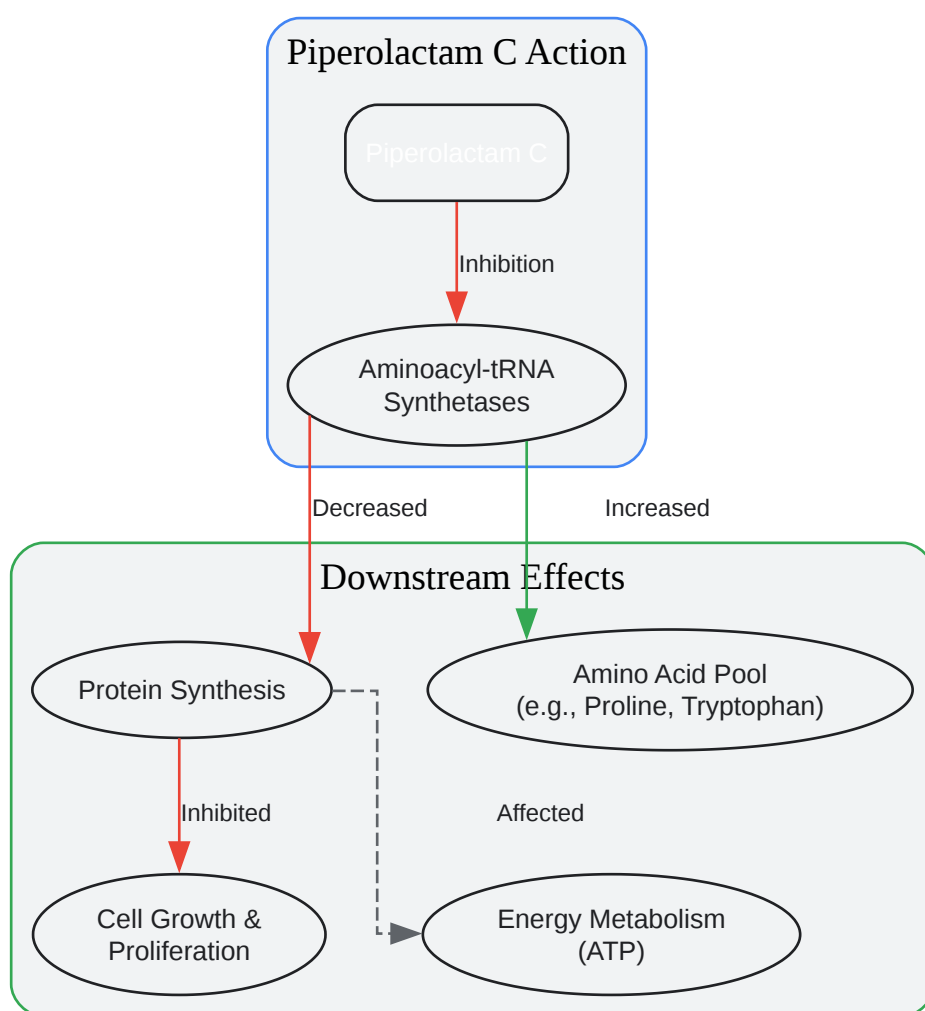 Piperolactam C Action
Piperolactam C
Inhibition
Aminoacyl-tRNA
Synthetases
Decreased
Increased
Downstream Effects
Protein Synthesis
Amino Acid Pool
(e.g., Proline, Tryptophan)
Inhibited
Affected
Cell Growth &
Proliferation
Energy Metabolism
(ATP)